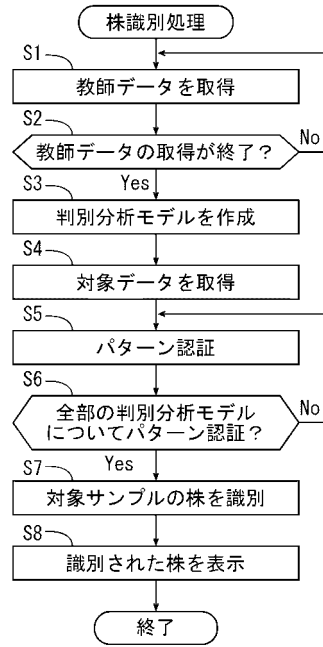 株識別処理
S1
教師データを取得
S2
教師データの取得が終了？
No
Yes
S3
判別分析モデルを作成
S4
対象データを取得
S5
パターン認証
S6
全部の判別分析モデル
についてパターン認証？
No
Yes
S7
対象サンプルの株を識別
S8
識別された株を表示
終了